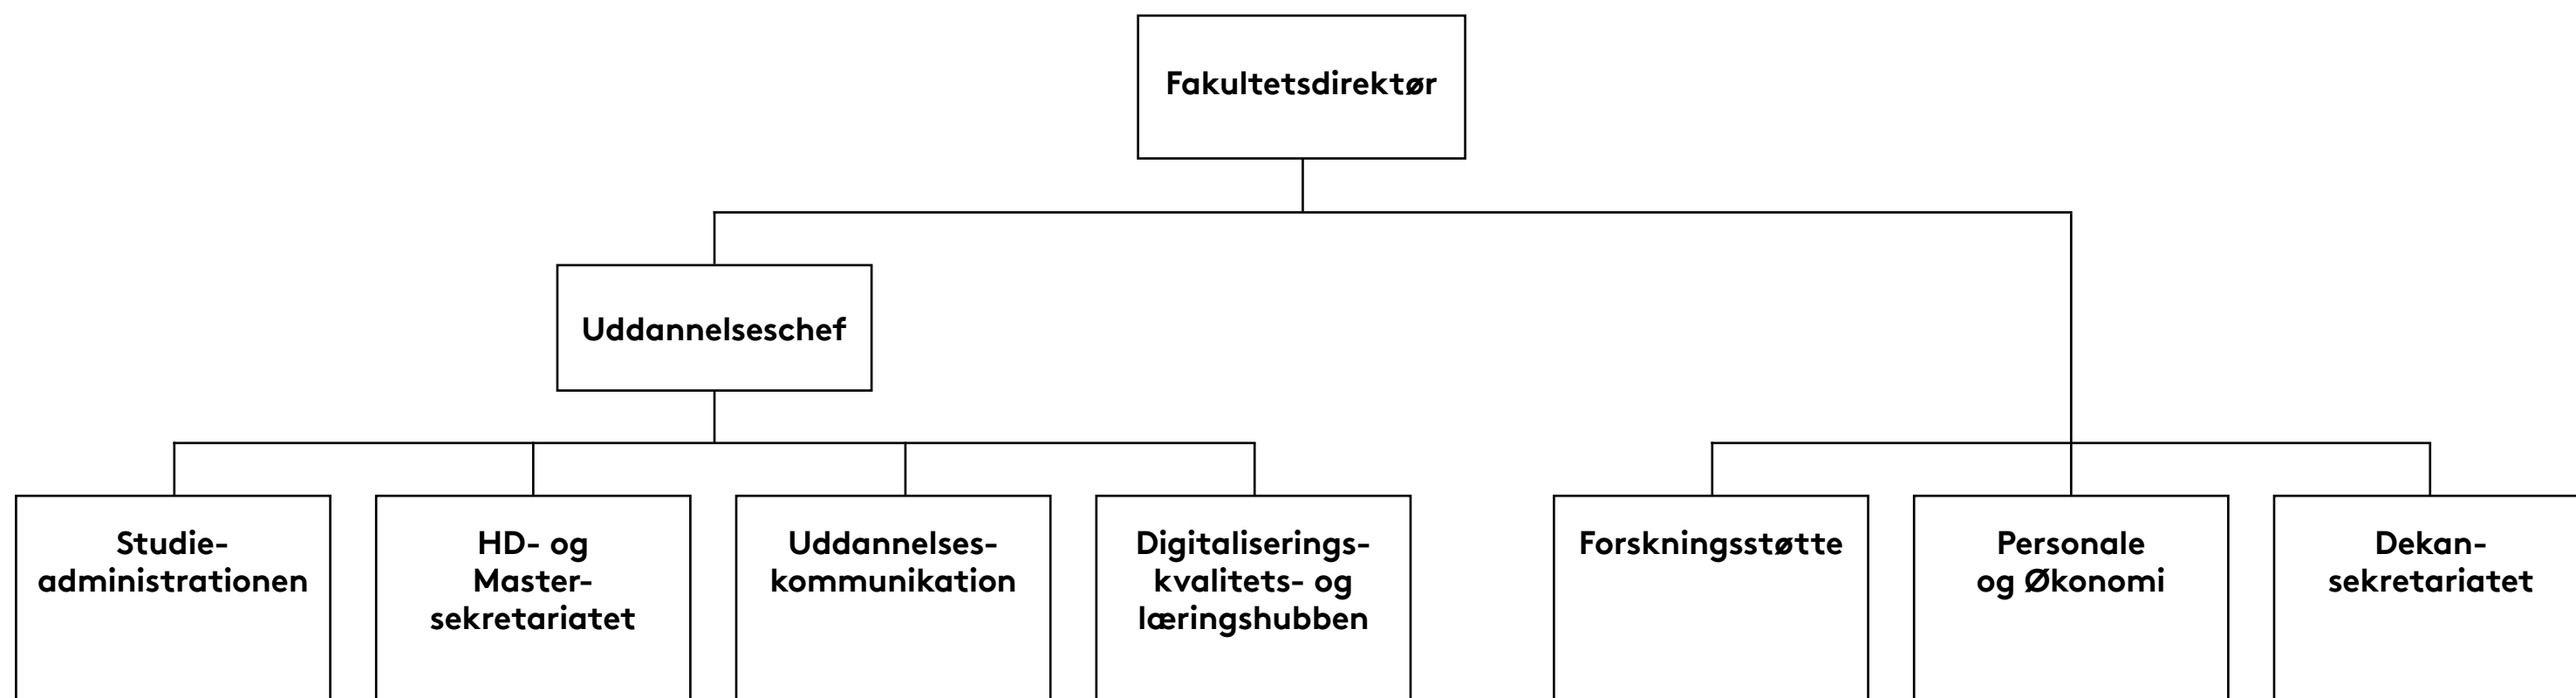 Fakultetsdirektør
Uddannelseschef
Studie-
administrationen
HD- og
Master-
sekretariatet
Uddannelses-
kommunikation
Digitaliserings-
kvalitets- og
læringshubben
Forskningsstøtte
Personale
og Økonomi
Dekan-
sekretariatet